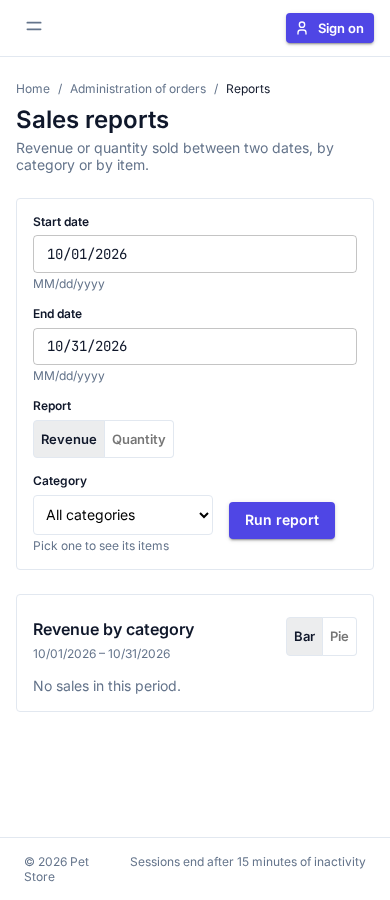 Sign on
Home / Administration of orders / Reports
Sales reports
Revenue or quantity sold between two dates, by
category or by item.
Start date
10/01/2026
MM/dd/yyyy
End date
10/31/2026
MM/dd/yyyy
Report
Revenue Quantity
Category
All categories
Run report
Pick one to see its items
Revenue by category
Bar Pie
10/01/2026 – 10/31/2026
No sales in this period.
© 2026 Pet
Store
Sessions end after 15 minutes of inactivity